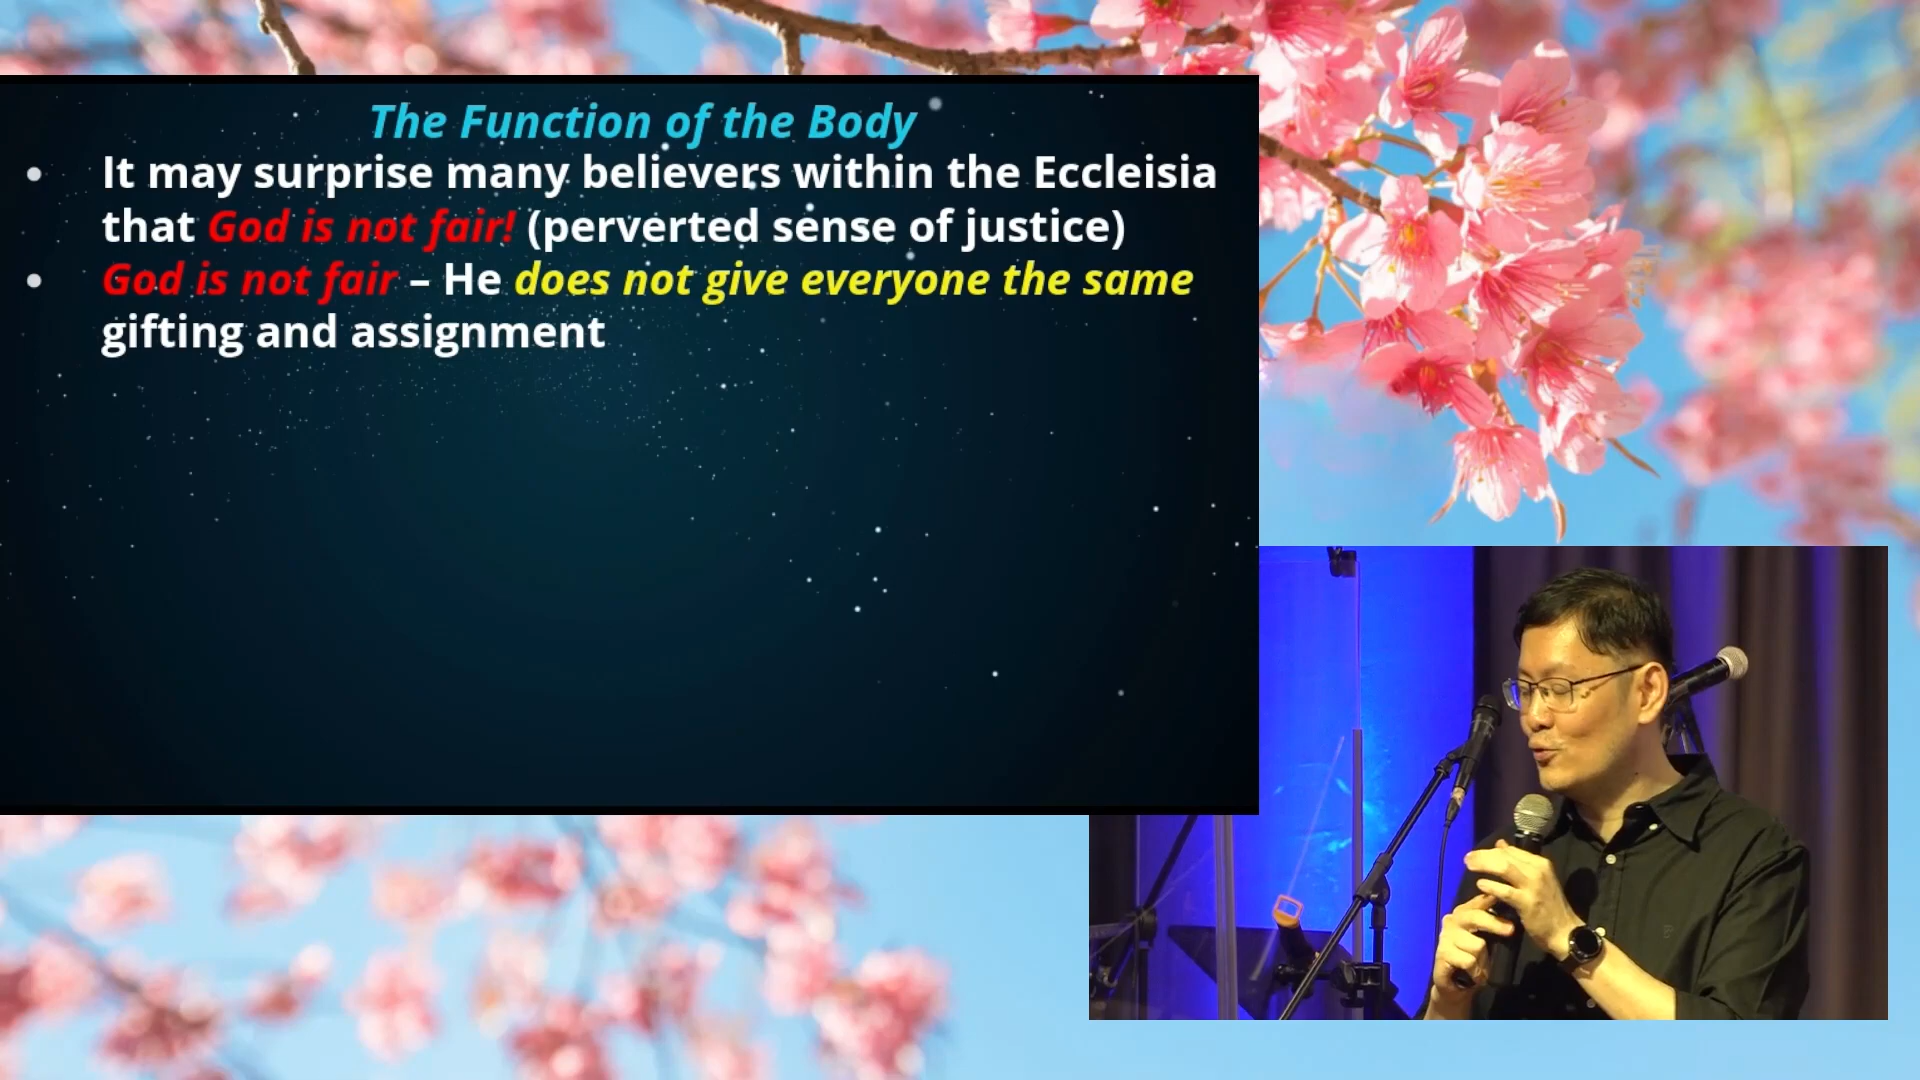 The Function of the Body
• It may surprise many believers within the Eccleisia
that God is not fair! (perverted sense of justice)
• God is not fair – He does not give everyone the same
gifting and assignment